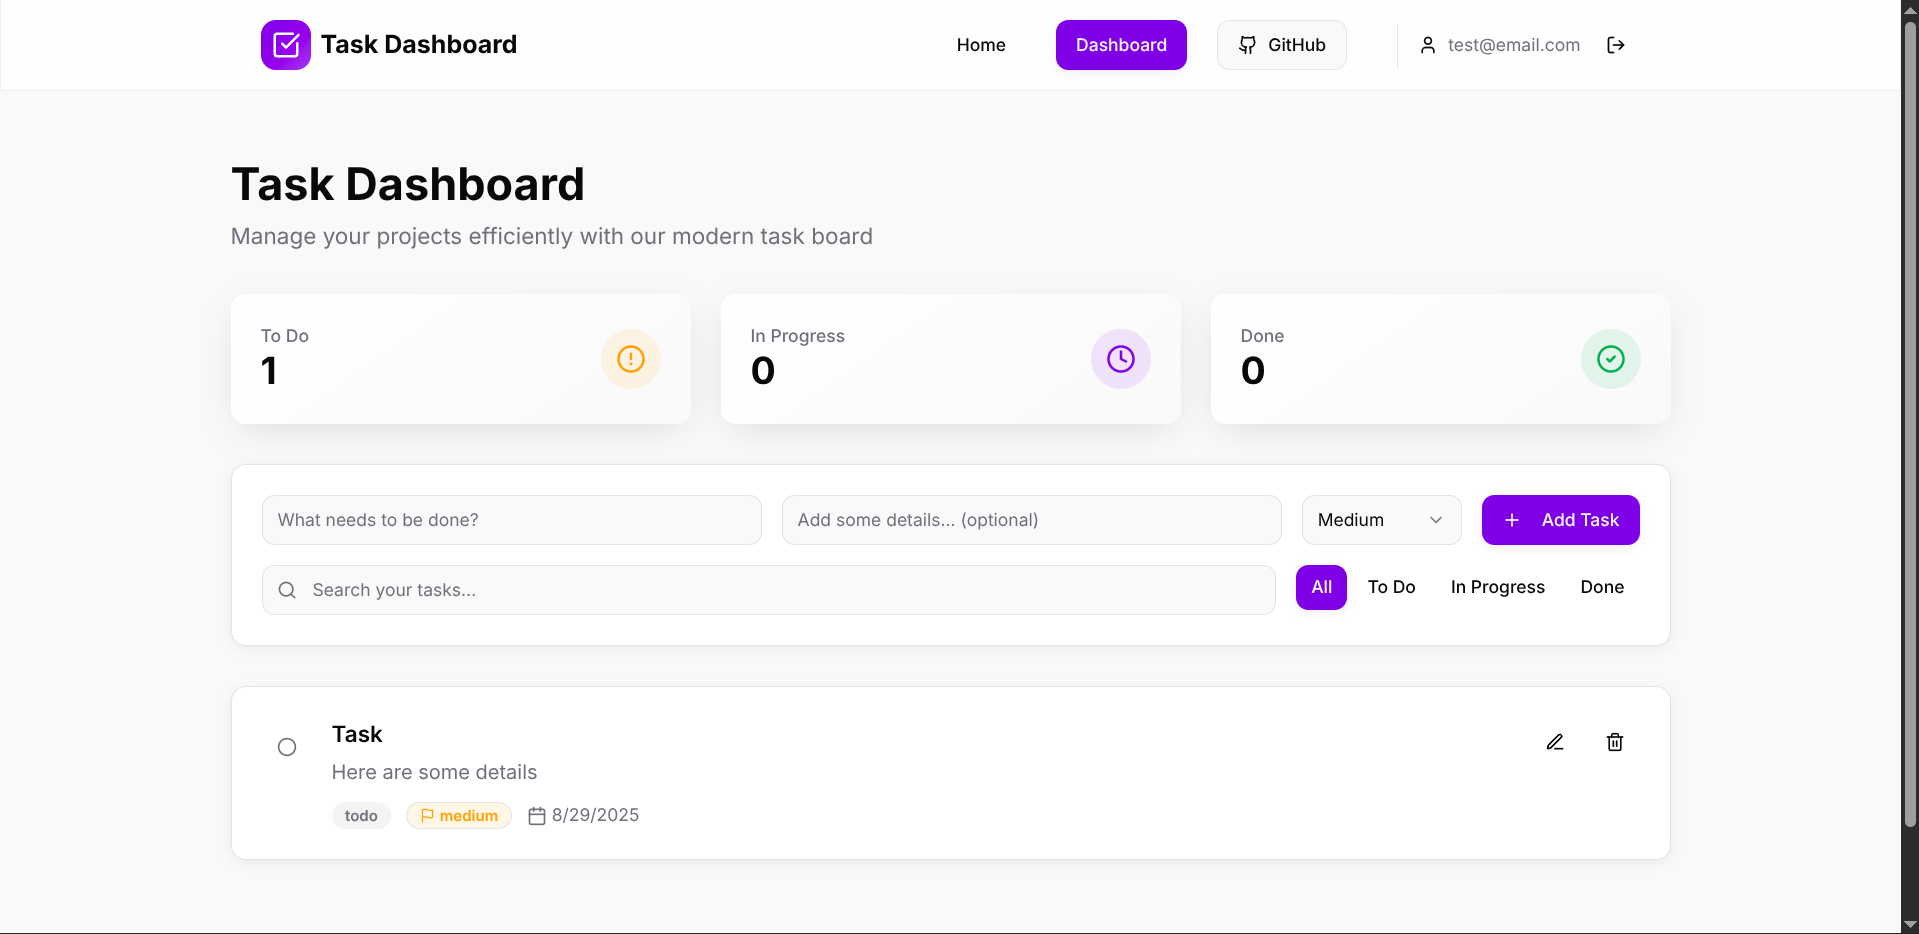 Task Dashboard
Home
Dashboard
GitHub
test@email.com
Task Dashboard
Manage your projects efficiently with our modern task board
To Do
1
In Progress
0
Done
0
What needs to be done?
Add some details... (optional)
Medium
Add Task
Search your tasks...
All
To Do
In Progress
Done
Task
Here are some details
todo
medium
8/29/2025